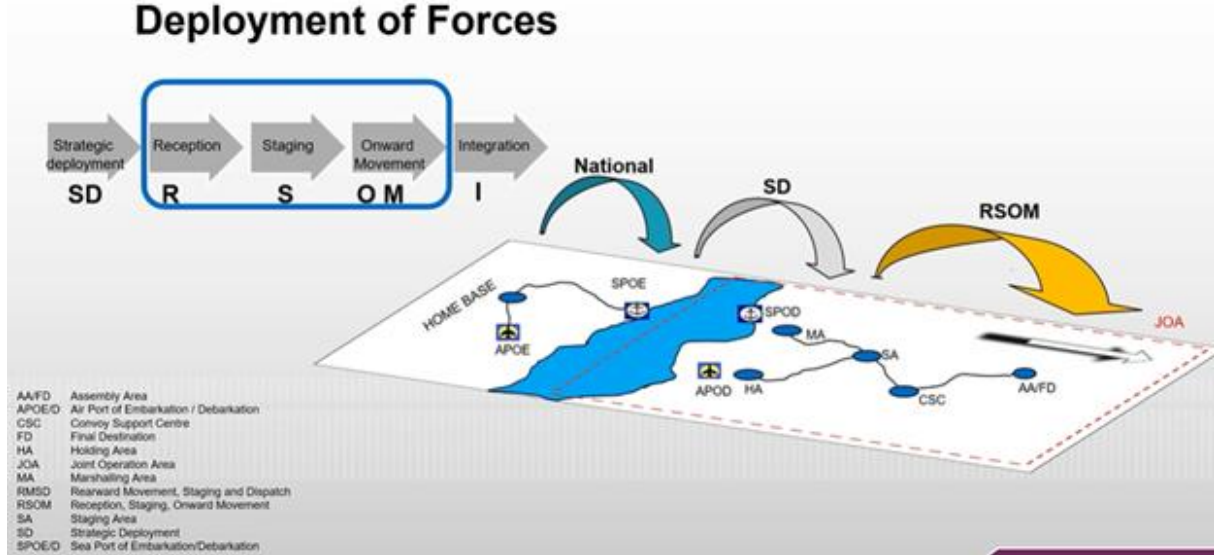 Deployment of Forces
Strategic
deployment
Reception
Staging
Onward
Movement
Integration
SD
R
S
O M
I
National
SD
RSOM
HOME BASE
SPOE
APOE
SPOD
MA
SA
APOD
HA
CSC
AA/FD
JOA
AA/FD Assembly Area
APOE/D Air Port of Embarkation / Debarkation
CSC Convoy Support Centre
FD Final Destination
HA Holding Area
JOA Joint Operation Area
MA Marshalling Area
RMSD Rearward Movement, Staging and Dispatch
RSOM Reception, Staging, Onward Movement
SA Staging Area
SD Strategic Deployment
SPOE/D Sea Port of Embarkation/Debarkation